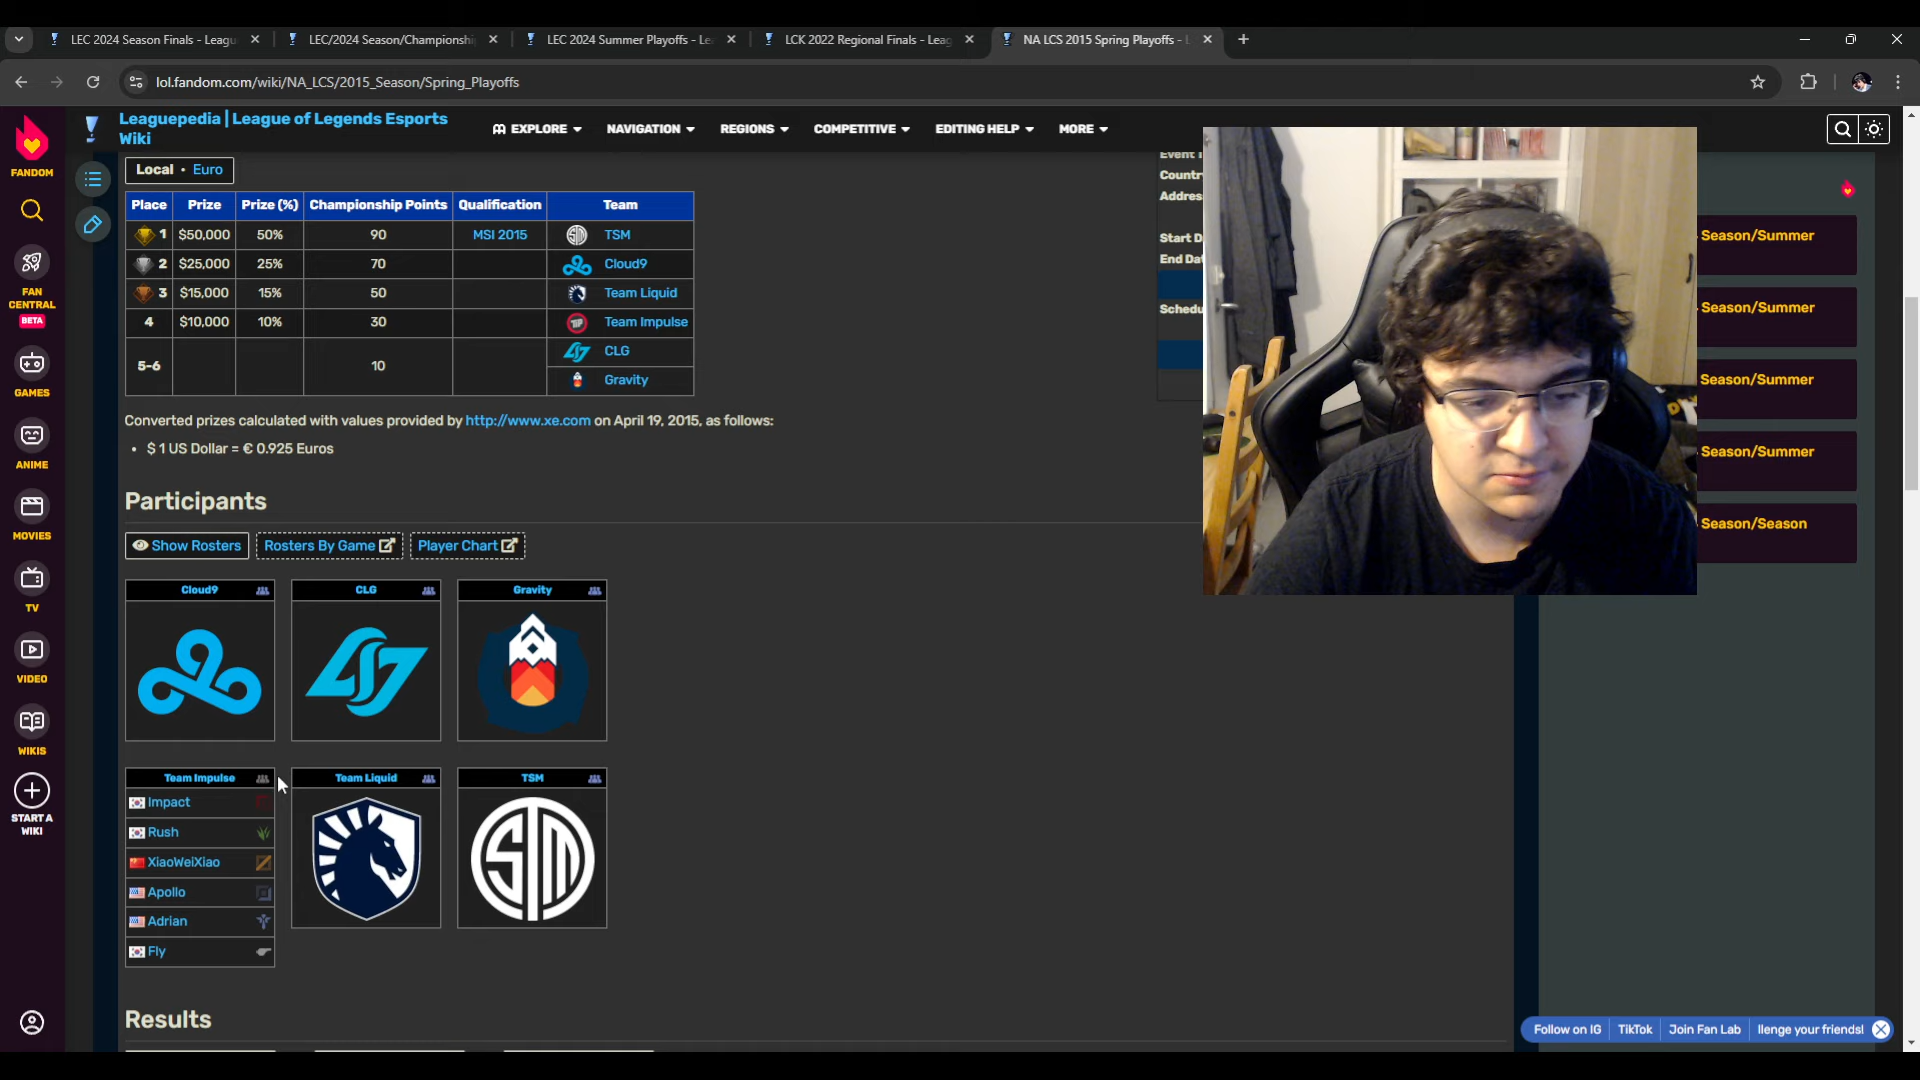 LEC 2024 Season Finals - Leagu
LEC/2024 Season/Championshi
LEC 2024 Summer Playoffs - Le
LCK 2022 Regional Finals - Leag
NA LCS 2015 Spring Playoffs - L
lol.fandom.com/wiki/NA_LCS/2015_Season/Spring_Playoffs
FANDOM
FAN CENTRAL
BETA
GAMES
ANIME
MOVIES
TV
VIDEO
WIKIS
START A WIKI
Leaguepedia | League of Legends Esports
Wiki
EXPLORE
NAVIGATION
REGIONS
COMPETITIVE
EDITING HELP
MORE
Local • Euro
Place Prize Prize (%) Championship Points Qualification Team
1 $50,000 50% 90 MSI 2015 TSM
2 $25,000 25% 70 Cloud9
3 $15,000 15% 50 Team Liquid
4 $10,000 10% 30 Team Impulse
5-6 10 CLG
Gravity
Converted prizes calculated with values provided by http://www.xe.com on April 19, 2015, as follows:
• $ 1 US Dollar = € 0.925 Euros
Participants
Show Rosters
Rosters By Game
Player Chart
Cloud9
CLG
Gravity
Team Impulse
Impact
Rush
XiaoWeiXiao
Apollo
Adrian
Fly
Team Liquid
TSM
TSM
Results
Event
Countr
Addres
Start D
End Da
Schedu
Season/Summer
Season/Summer
Season/Summer
Season/Summer
Season/Season
Follow on IG
TikTok
Join Fan Lab
llenge your friends!